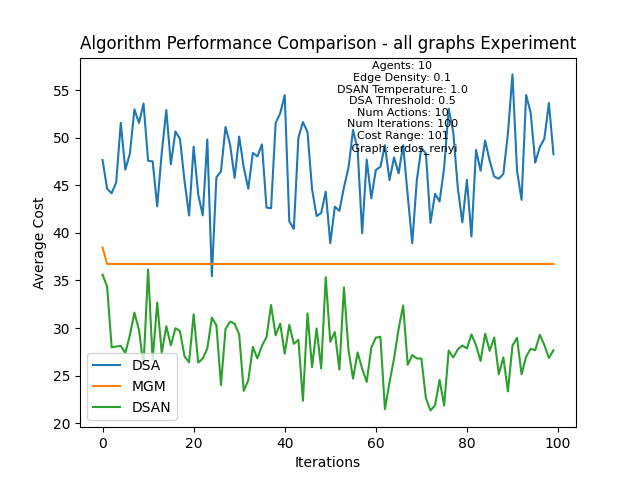 Algorithm Performance Comparison - all graphs Experiment
Agents: 10
Edge Density: 0.1
DSAN Temperature: 1.0
DSA Threshold: 0.5
Num Actions: 10
Num Iterations: 100
Cost Range: 101
Graph: erdos_renyi
Average Cost
55
50
45
40
35
30
25
20
DSA
MGM
DSAN
0
20
40
60
80
100
Iterations